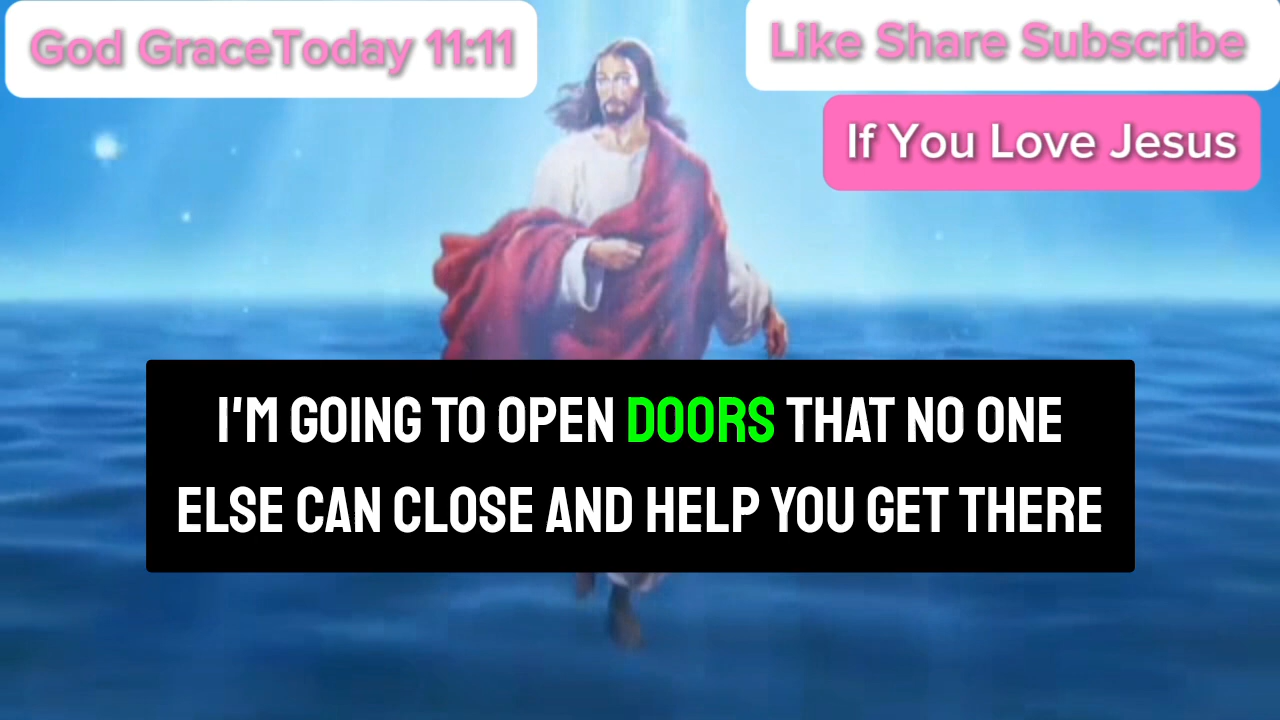 God GraceToday 11:11
Like Share Subscribe
If You Love Jesus
I'M GOING TO OPEN DOORS THAT NO ONE
ELSE CAN CLOSE AND HELP YOU GET THERE